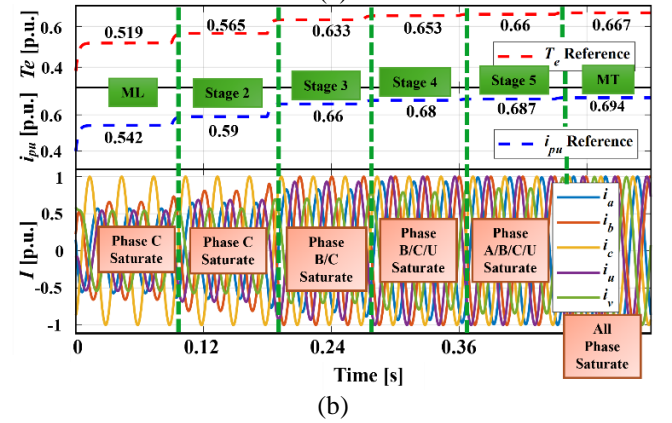 (b)
Te [p.u.]
0.6
0.4
0.519
0.565
0.633
0.653
0.66
0.667
Te Reference
ML
Stage 2
Stage 3
Stage 4
Stage 5
MT
ipu [p.u.]
0.6
0.4
0.542
0.59
0.66
0.68
0.687
0.694
ipu Reference
I [p.u.]
1
0.5
0
-0.5
-1
Phase C
Saturate
Phase C
Saturate
Phase
B/C
Saturate
Phase
B/C/U
Saturate
Phase
A/B/C/U
Saturate
All
Phase
Saturate
ia
ib
ic
iu
iv
0
0.12
0.24
0.36
Time [s]